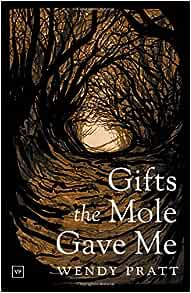 Gifts
the Mole
Gave Me
WENDY PRATT
VP